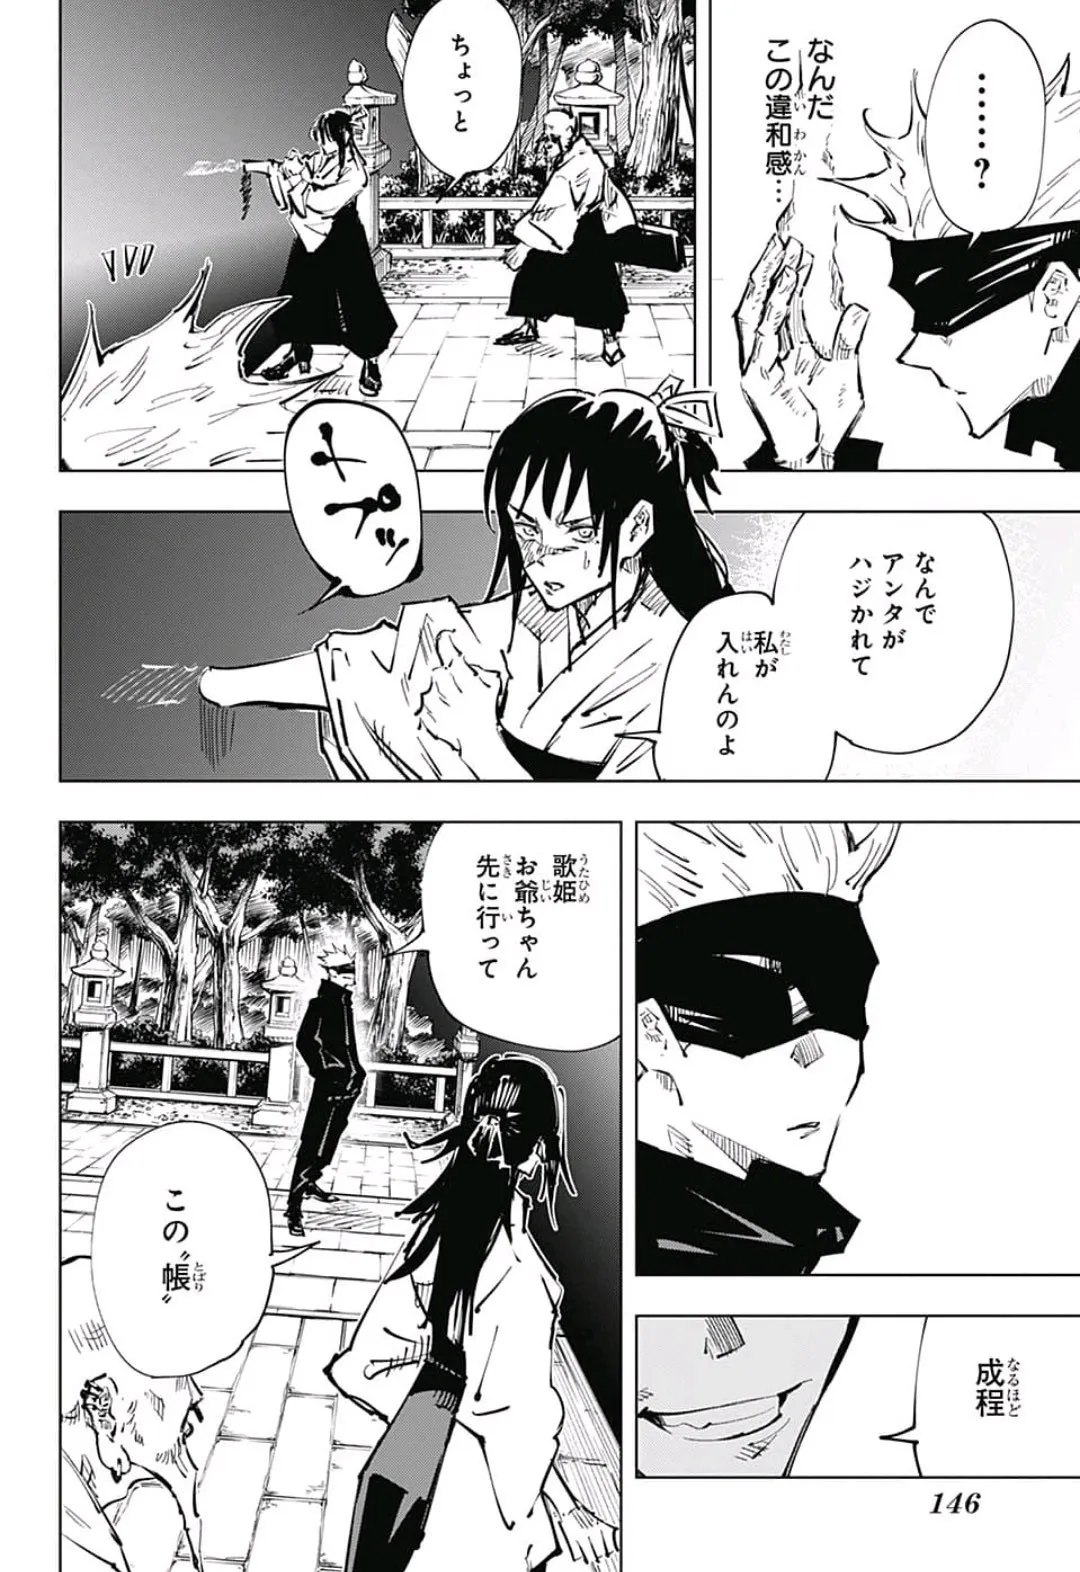 ………?
なんだ
この違和感…
ちょっと
トプッ
なんで
アンタが
ハジかれて
私が
入れんのよ
成程
歌姫
お爺ちゃん
先に行って
この〝帳〟
146